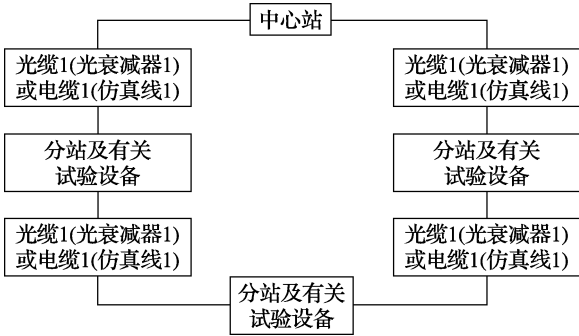 中心站
光缆1(光衰减器1)
或电缆1(仿真线1)
光缆1(光衰减器1)
或电缆1(仿真线1)
分站及有关
试验设备
分站及有关
试验设备
光缆1(光衰减器1)
或电缆1(仿真线1)
光缆1(光衰减器1)
或电缆1(仿真线1)
分站及有关
试验设备